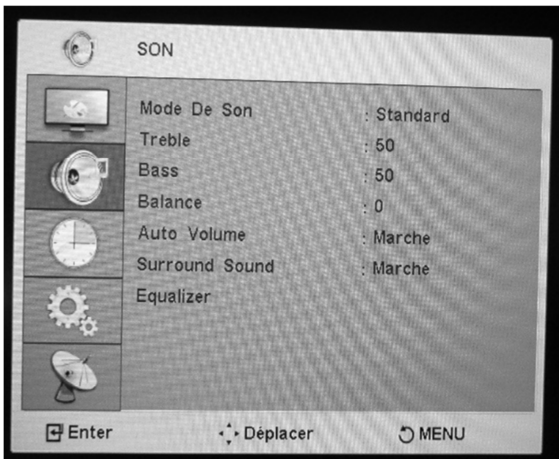 SON
Mode De Son : Standard
Treble : 50
Bass : 50
Balance : 0
Auto Volume : Marche
Surround Sound : Marche
Equalizer
Enter Déplacer MENU